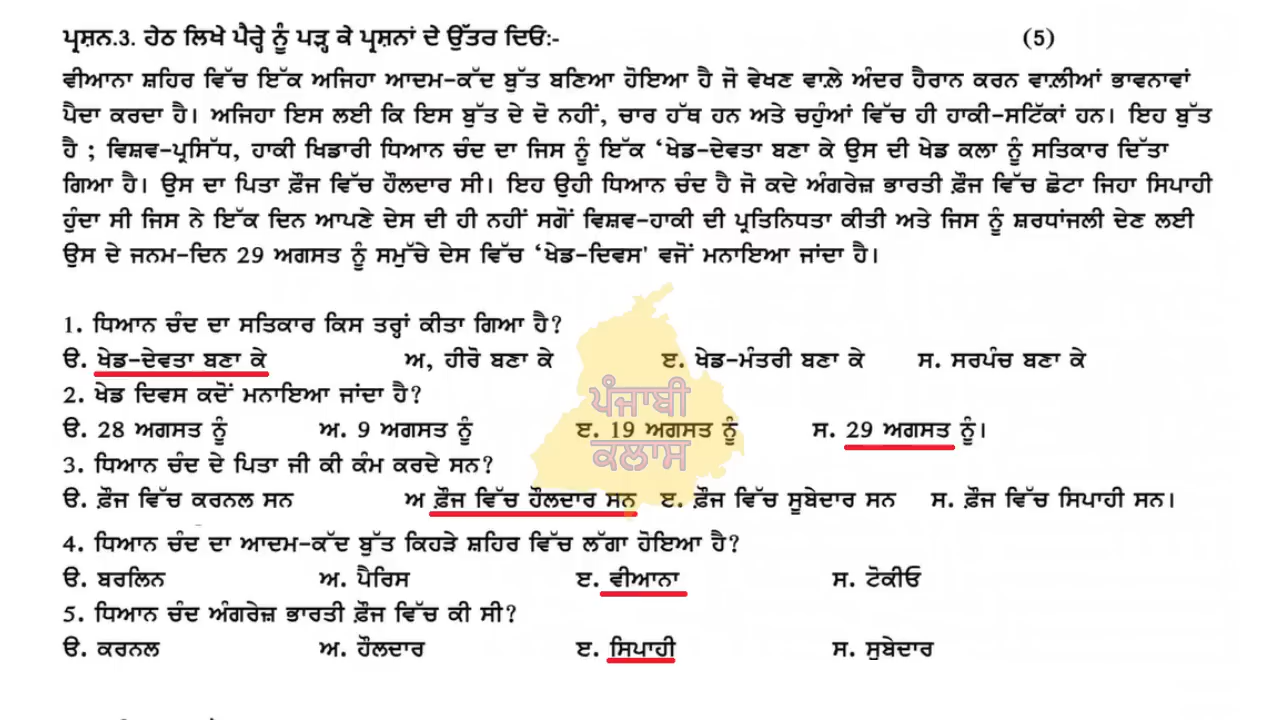 ਪ੍ਰਸ਼ਨ.3. ਹੇਠ ਲਿਖੇ ਪੈਰ੍ਹੇ ਨੂੰ ਪੜ੍ਹ ਕੇ ਪ੍ਰਸ਼ਨਾਂ ਦੇ ਉੱਤਰ ਦਿਓ:- (5)
ਵੀਆਨਾ ਸ਼ਹਿਰ ਵਿੱਚ ਇੱਕ ਅਜਿਹਾ ਆਦਮ-ਕੱਦ ਬੁੱਤ ਬਣਿਆ ਹੋਇਆ ਹੈ ਜੋ ਵੇਖਣ ਵਾਲ਼ੇ ਅੰਦਰ ਹੈਰਾਨ ਕਰਨ ਵਾਲ਼ੀਆਂ ਭਾਵਨਾਵਾਂ
ਪੈਦਾ ਕਰਦਾ ਹੈ। ਅਜਿਹਾ ਇਸ ਲਈ ਕਿ ਇਸ ਬੁੱਤ ਦੇ ਦੋ ਨਹੀਂ, ਚਾਰ ਹੱਥ ਹਨ ਅਤੇ ਚਹੁੰਆਂ ਵਿੱਚ ਹੀ ਹਾਕੀ-ਸਟਿੱਕਾਂ ਹਨ। ਇਹ ਬੁੱਤ
ਹੈ ; ਵਿਸ਼ਵ-ਪ੍ਰਸਿੱਧ, ਹਾਕੀ ਖਿਡਾਰੀ ਧਿਆਨ ਚੰਦ ਦਾ ਜਿਸ ਨੂੰ ਇੱਕ ‘ਖੇਡ-ਦੇਵਤਾ ਬਣਾ ਕੇ ਉਸ ਦੀ ਖੇਡ ਕਲਾ ਨੂੰ ਸਤਿਕਾਰ ਦਿੱਤਾ
ਗਿਆ ਹੈ। ਉਸ ਦਾ ਪਿਤਾ ਫ਼ੌਜ ਵਿੱਚ ਹੌਲਦਾਰ ਸੀ। ਇਹ ਉਹੀ ਧਿਆਨ ਚੰਦ ਹੈ ਜੋ ਕਦੇ ਅੰਗਰੇਜ਼ ਭਾਰਤੀ ਫ਼ੌਜ ਵਿੱਚ ਛੋਟਾ ਜਿਹਾ ਸਿਪਾਹੀ
ਹੁੰਦਾ ਸੀ ਜਿਸ ਨੇ ਇੱਕ ਦਿਨ ਆਪਣੇ ਦੇਸ ਦੀ ਹੀ ਨਹੀਂ ਸਗੋਂ ਵਿਸ਼ਵ-ਹਾਕੀ ਦੀ ਪ੍ਰਤਿਨਿਧਤਾ ਕੀਤੀ ਅਤੇ ਜਿਸ ਨੂੰ ਸ਼ਰਧਾਂਜਲੀ ਦੇਣ ਲਈ
ਉਸ ਦੇ ਜਨਮ-ਦਿਨ 29 ਅਗਸਤ ਨੂੰ ਸਮੁੱਚੇ ਦੇਸ ਵਿੱਚ ‘ਖੇਡ-ਦਿਵਸ' ਵਜੋਂ ਮਨਾਇਆ ਜਾਂਦਾ ਹੈ।
1. ਧਿਆਨ ਚੰਦ ਦਾ ਸਤਿਕਾਰ ਕਿਸ ਤਰ੍ਹਾਂ ਕੀਤਾ ਗਿਆ ਹੈ?
ੳ. ਖੇਡ-ਦੇਵਤਾ ਬਣਾ ਕੇ ਅ, ਹੀਰੋ ਬਣਾ ਕੇ ੲ. ਖੇਡ-ਮੰਤਰੀ ਬਣਾ ਕੇ ਸ. ਸਰਪੰਚ ਬਣਾ ਕੇ
2. ਖੇਡ ਦਿਵਸ ਕਦੋਂ ਮਨਾਇਆ ਜਾਂਦਾ ਹੈ?
ਪੰਜਾਬੀ
ੳ. 28 ਅਗਸਤ ਨੂੰ ਅ. 9 ਅਗਸਤ ਨੂੰ ੲ. 19 ਅਗਸਤ ਨੂੰ ਸ. 29 ਅਗਸਤ ਨੂੰ।
ਕਲਾਸ
3. ਧਿਆਨ ਚੰਦ ਦੇ ਪਿਤਾ ਜੀ ਕੀ ਕੰਮ ਕਰਦੇ ਸਨ?
ੳ. ਫ਼ੌਜ ਵਿੱਚ ਕਰਨਲ ਸਨ ਅ ਫ਼ੌਜ ਵਿੱਚ ਹੌਲਦਾਰ ਸਨ ੲ. ਫ਼ੌਜ ਵਿੱਚ ਸੂਬੇਦਾਰ ਸਨ ਸ. ਫ਼ੌਜ ਵਿੱਚ ਸਿਪਾਹੀ ਸਨ।
4. ਧਿਆਨ ਚੰਦ ਦਾ ਆਦਮ-ਕੱਦ ਬੁੱਤ ਕਿਹੜੇ ਸ਼ਹਿਰ ਵਿੱਚ ਲੱਗਾ ਹੋਇਆ ਹੈ?
ੳ. ਬਰਲਿਨ ਅ. ਪੈਰਿਸ ੲ. ਵੀਆਨਾ ਸ. ਟੋਕੀਓ
5. ਧਿਆਨ ਚੰਦ ਅੰਗਰੇਜ਼ ਭਾਰਤੀ ਫ਼ੌਜ ਵਿੱਚ ਕੀ ਸੀ?
ੳ. ਕਰਨਲ ਅ. ਹੌਲਦਾਰ ੲ. ਸਿਪਾਹੀ ਸ. ਸੂਬੇਦਾਰ